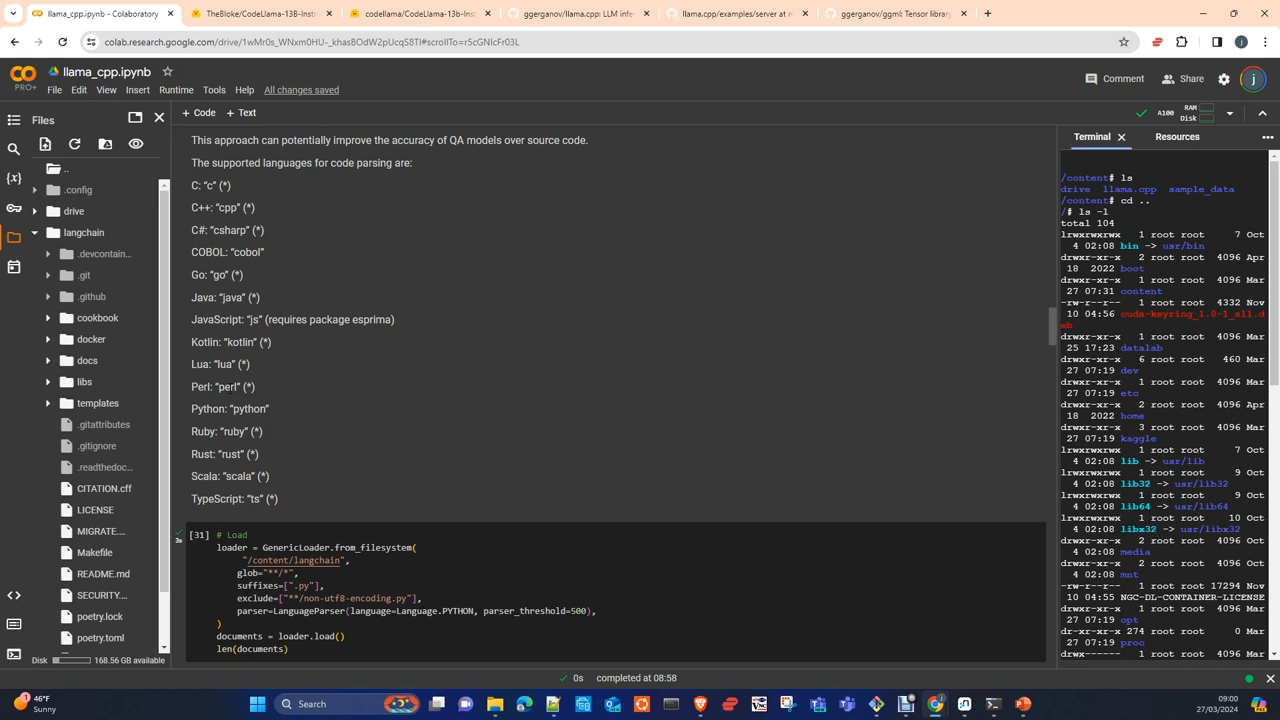 llama_cpp.ipynb - Colaboratory
TheBloke/CodeLlama-13B-Instr
codellama/CodeLlama-13b-Inst
ggerganov/llama.cpp: LLM infe
llama.cpp/examples/server at m
ggerganov/ggml: Tensor library
colab.research.google.com/drive/1wMr0s_WNxm0HU-_khasBOdW2pUcqS8TI#scrollTo=r5cGNIcFr03L
CO
PRO+
llama_cpp.ipynb
File Edit View Insert Runtime Tools Help All changes saved
Comment
Share
j
Files
+ Code + Text
A100
RAM
Disk
..
.config
drive
langchain
.devcontain...
.git
.github
cookbook
docker
docs
libs
templates
.gitattributes
.gitignore
.readthedoc...
CITATION.cff
LICENSE
MIGRATE....
Makefile
README.md
SECURITY....
poetry.lock
poetry.toml
Disk 168.56 GB available
This approach can potentially improve the accuracy of QA models over source code.
The supported languages for code parsing are:
C: “c” (*)
C++: “cpp” (*)
C#: “csharp” (*)
COBOL: “cobol”
Go: “go” (*)
Java: “java” (*)
JavaScript: “js” (requires package esprima)
Kotlin: “kotlin” (*)
Lua: “lua” (*)
Perl: “perl” (*)
Python: “python”
Ruby: “ruby” (*)
Rust: “rust” (*)
Scala: “scala” (*)
TypeScript: “ts” (*)
[31] # Load
3s
loader = GenericLoader.from_filesystem(
"/content/langchain",
glob="**/*",
suffixes=[".py"],
exclude=["**/non-utf8-encoding.py"],
parser=LanguageParser(language=Language.PYTHON, parser_threshold=500),
)
documents = loader.load()
len(documents)
Terminal
Resources
/content# ls
drive llama.cpp sample_data
/content# cd ..
/# ls -l
total 104
lrwxrwxrwx 1 root root 7 Oct
4 02:08 bin -> usr/bin
drwxr-xr-x 2 root root 4096 Apr
18 2022 boot
drwxr-xr-x 1 root root 4096 Mar
27 07:31 content
-rw-r--r-- 1 root root 4332 Nov
10 04:56 cuda-keyring_1.0-1_all.d
eb
drwxr-xr-x 1 root root 4096 Mar
25 17:23 datalab
drwxr-xr-x 6 root root 460 Mar
27 07:19 dev
drwxr-xr-x 1 root root 4096 Mar
27 07:19 etc
drwxr-xr-x 2 root root 4096 Apr
18 2022 home
drwxr-xr-x 3 root root 4096 Mar
27 07:19 kaggle
lrwxrwxrwx 1 root root 7 Oct
4 02:08 lib -> usr/lib
lrwxrwxrwx 1 root root 9 Oct
4 02:08 lib32 -> usr/lib32
lrwxrwxrwx 1 root root 9 Oct
4 02:08 lib64 -> usr/lib64
lrwxrwxrwx 1 root root 10 Oct
4 02:08 libx32 -> usr/libx32
drwxr-xr-x 2 root root 4096 Oct
4 02:08 media
drwxr-xr-x 2 root root 4096 Oct
4 02:08 mnt
-rw-r--r-- 1 root root 17294 Nov
10 04:55 NGC-DL-CONTAINER-LICENSE
drwxr-xr-x 1 root root 4096 Mar
27 07:19 opt
dr-xr-xr-x 274 root root 0 Mar
27 07:19 proc
drwx------ 1 root root 4096 Mar
0s completed at 08:58
46°F
Sunny
Search
09:00
27/03/2024